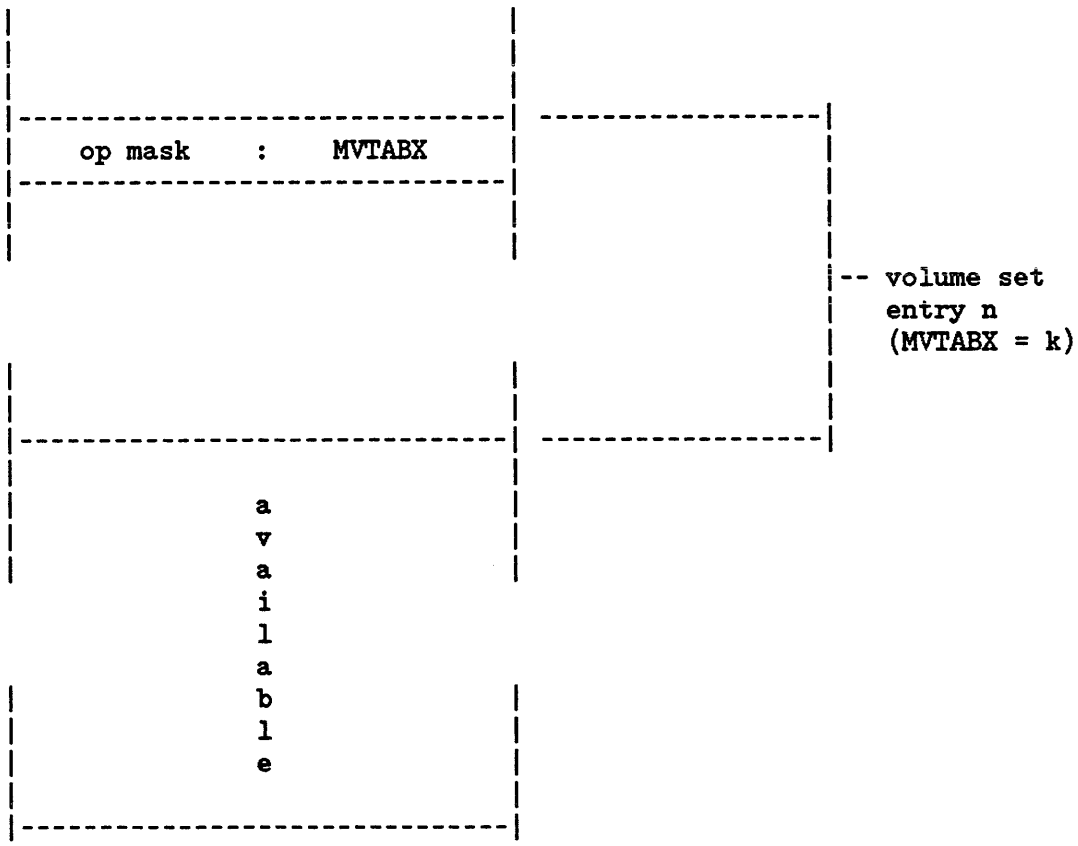 op mask : MVTABX
-- volume set
entry n
(MVTABX = k)
a
v
a
i
l
a
b
l
e